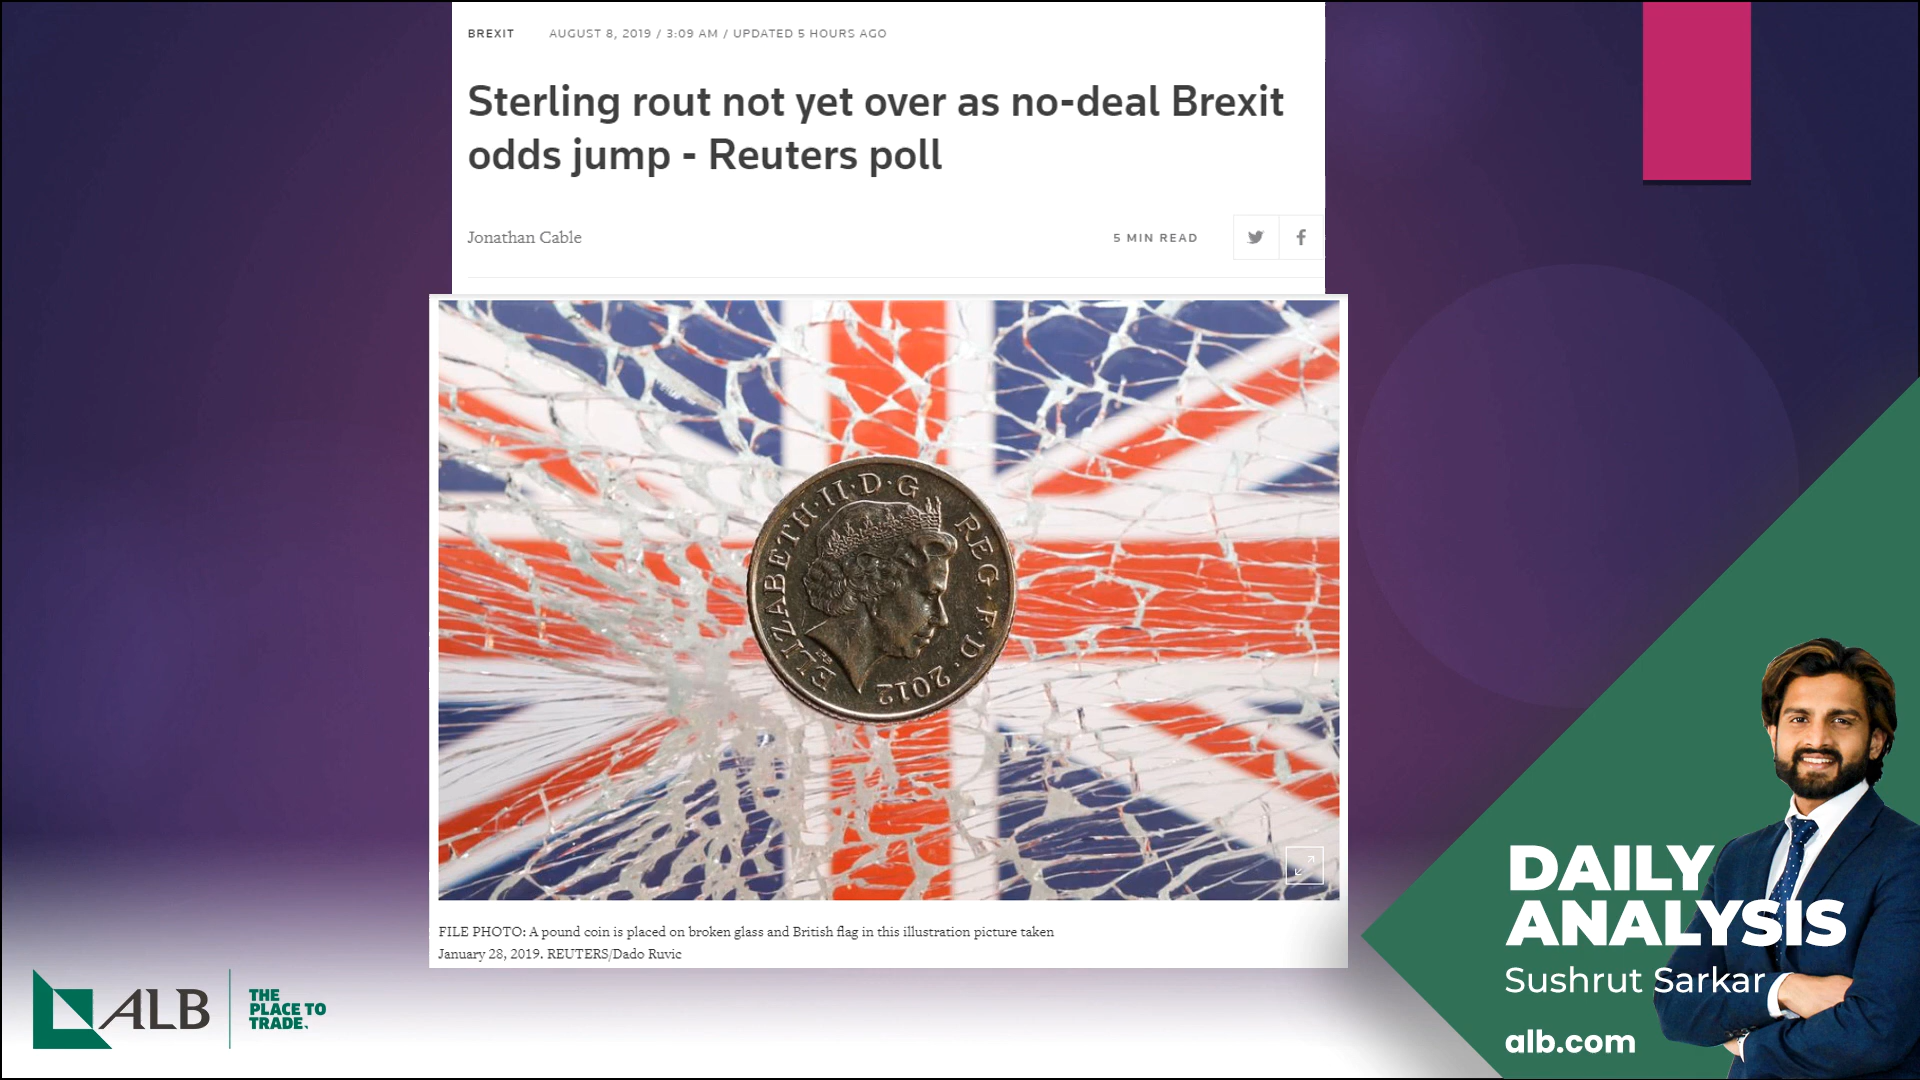 BREXIT AUGUST 8, 2019 / 3:09 AM / UPDATED 5 HOURS AGO
Sterling rout not yet over as no-deal Brexit
odds jump - Reuters poll
Jonathan Cable
5 MIN READ
ELIZABETH·II·D·G REG·F·D·2012
FILE PHOTO: A pound coin is placed on broken glass and British flag in this illustration picture taken
January 28, 2019. REUTERS/Dado Ruvic
ALB
THE
PLACE TO
TRADE.
DAILY
ANALYSIS
Sushrut Sarkar
alb.com